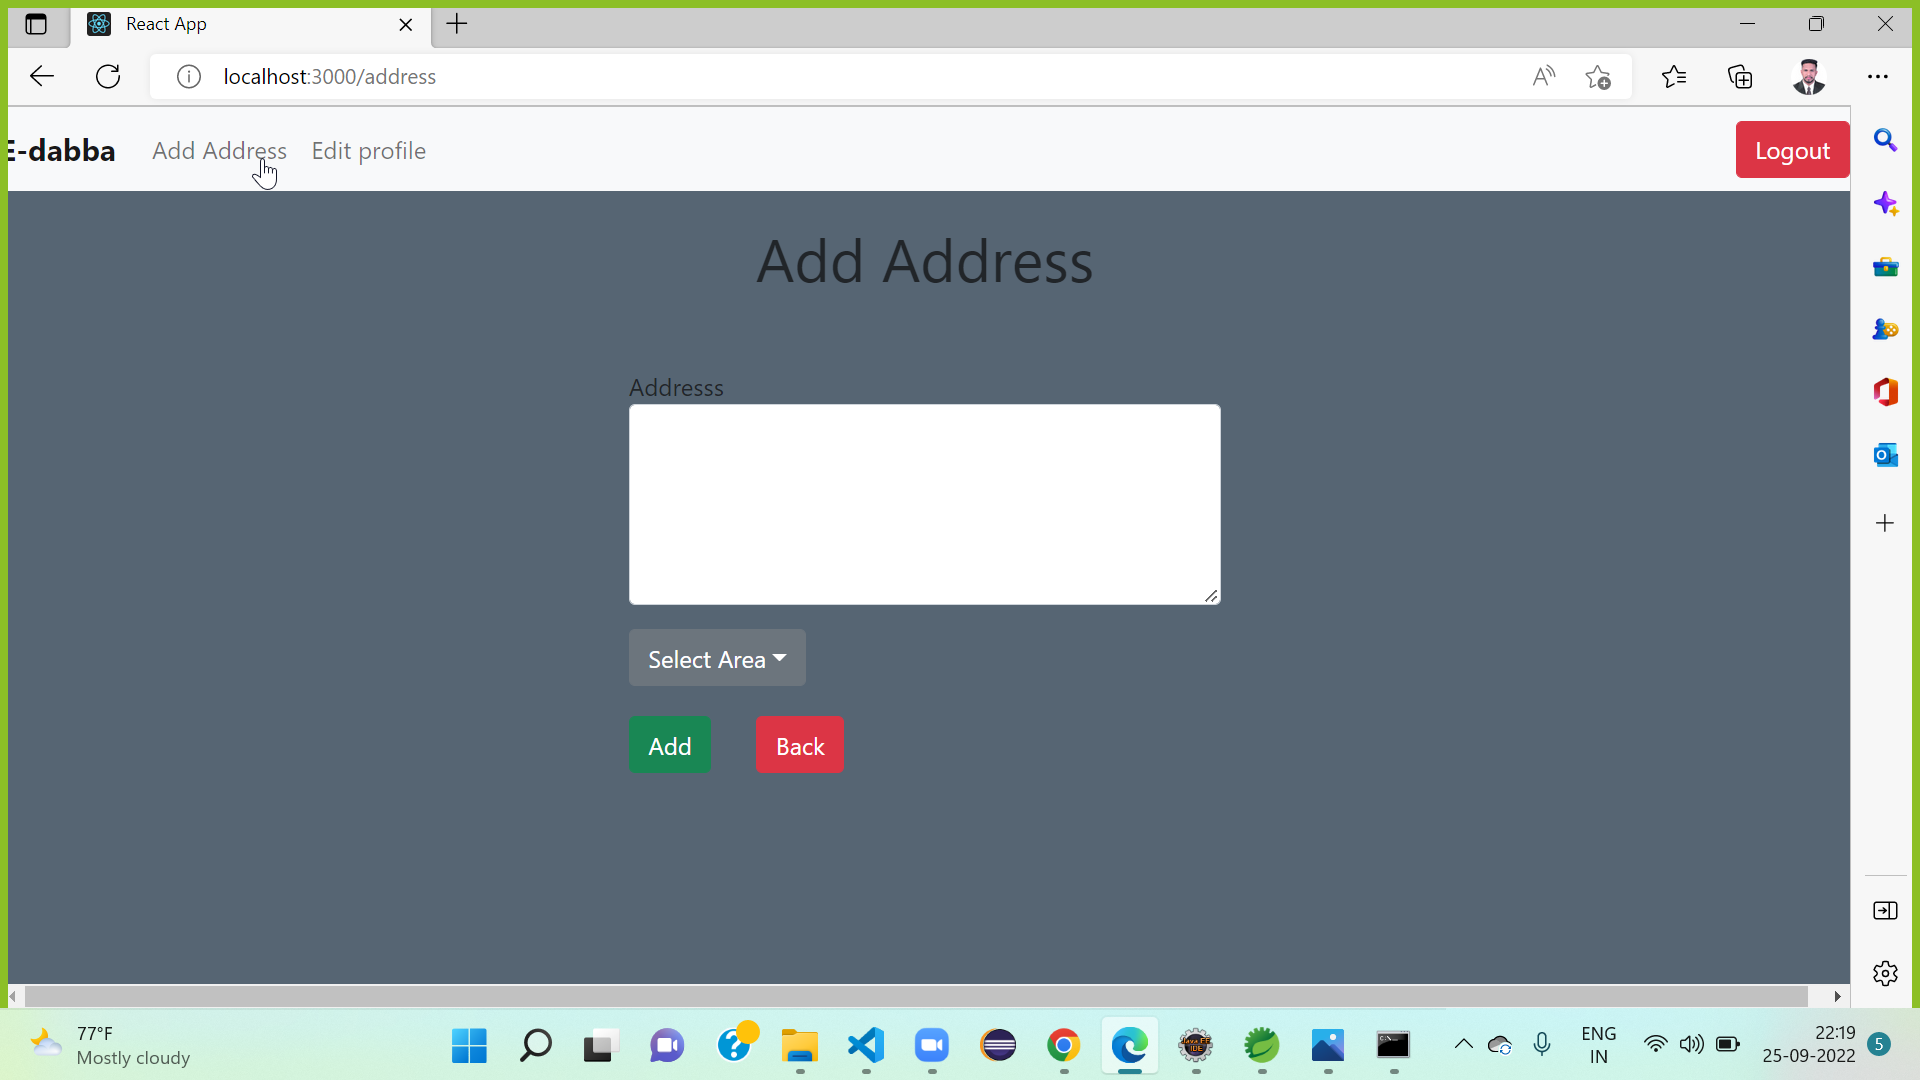 React App
localhost:3000/address
E-dabba
Add Address
Edit profile
Logout
Add Address
Addresss
Select Area
Add
Back
77°F
Mostly cloudy
ENG
IN
22:19
25-09-2022
5